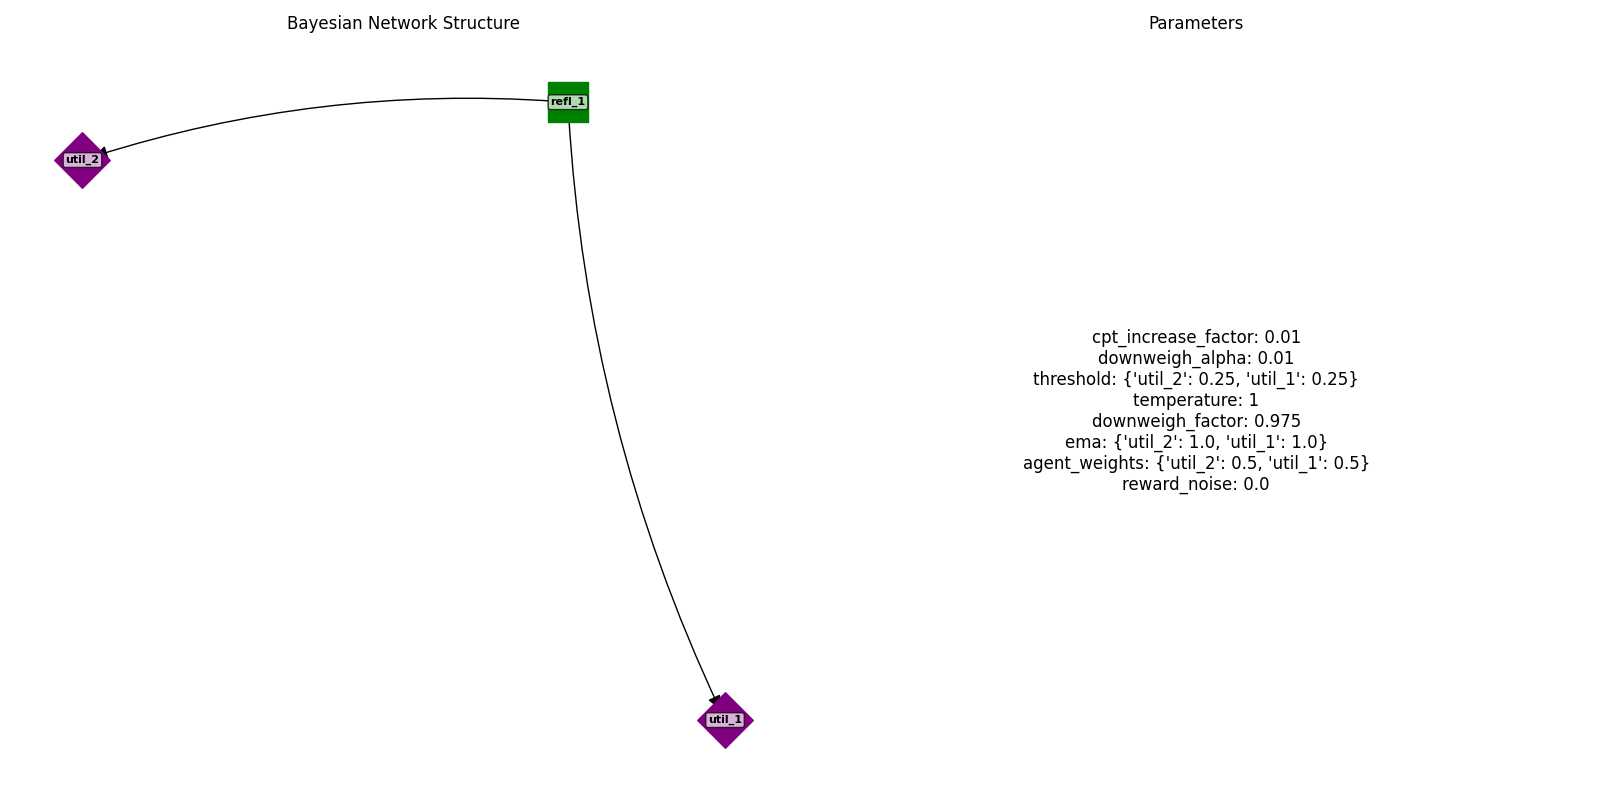 Bayesian Network Structure
Parameters
refl_1
util_2
util_1
cpt_increase_factor: 0.01
downweigh_alpha: 0.01
threshold: {'util_2': 0.25, 'util_1': 0.25}
temperature: 1
downweigh_factor: 0.975
ema: {'util_2': 1.0, 'util_1': 1.0}
agent_weights: {'util_2': 0.5, 'util_1': 0.5}
reward_noise: 0.0